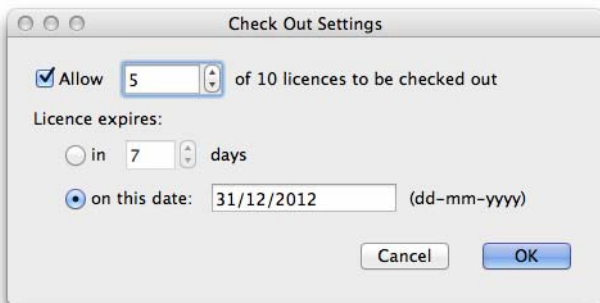 Check Out Settings
Allow 5 of 10 licences to be checked out
Licence expires:
in 7 days
on this date: 31/12/2012 (dd-mm-yyyy)
Cancel OK